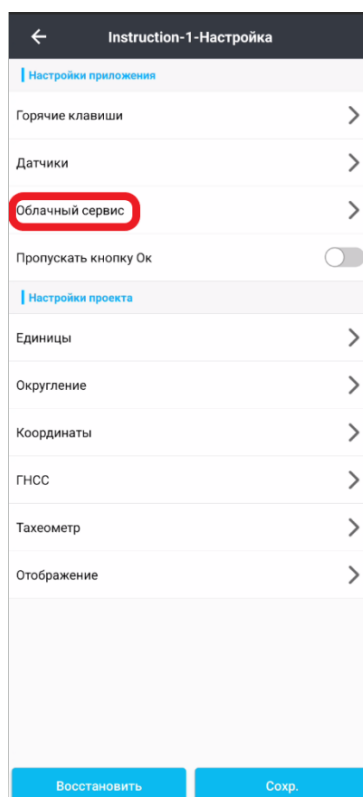 Instruction-1-Настройка
Настройки приложения
Горячие клавиши
Датчики
Облачный сервис
Пропускать кнопку Ок
Настройки проекта
Единицы
Округление
Координаты
ГНСС
Тахеометр
Отображение
Восстановить
Сохр.